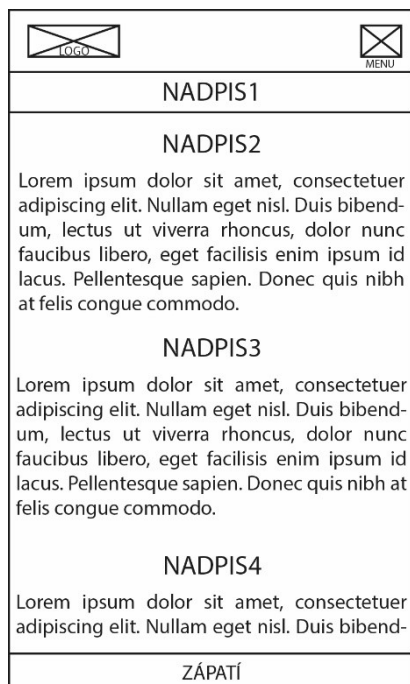 LOGO
MENU
NADPIS1
NADPIS2
Lorem ipsum dolor sit amet, consectetuer
adipiscing elit. Nullam eget nisl. Duis bibend-
um, lectus ut viverra rhoncus, dolor nunc
faucibus libero, eget facilisis enim ipsum id
lacus. Pellentesque sapien. Donec quis nibh
at felis congue commodo.
NADPIS3
Lorem ipsum dolor sit amet, consectetuer
adipiscing elit. Nullam eget nisl. Duis bibend-
um, lectus ut viverra rhoncus, dolor nunc
faucibus libero, eget facilisis enim ipsum id
lacus. Pellentesque sapien. Donec quis nibh at
felis congue commodo.
NADPIS4
Lorem ipsum dolor sit amet, consectetuer
adipiscing elit. Nullam eget nisl. Duis bibend-
ZÁPATÍ